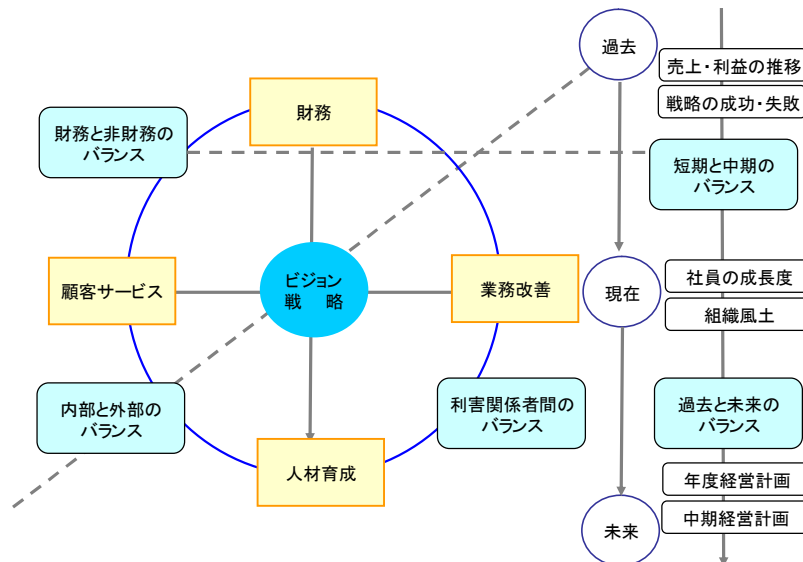 過去
売上・利益の推移
戦略の成功・失敗
財務
財務と非財務の
バランス
短期と中期の
バランス
顧客サービス
ビジョン
戦　略
業務改善
現在
社員の成長度
組織風土
内部と外部の
バランス
利害関係者間の
バランス
過去と未来の
バランス
人材育成
年度経営計画
中期経営計画
未来